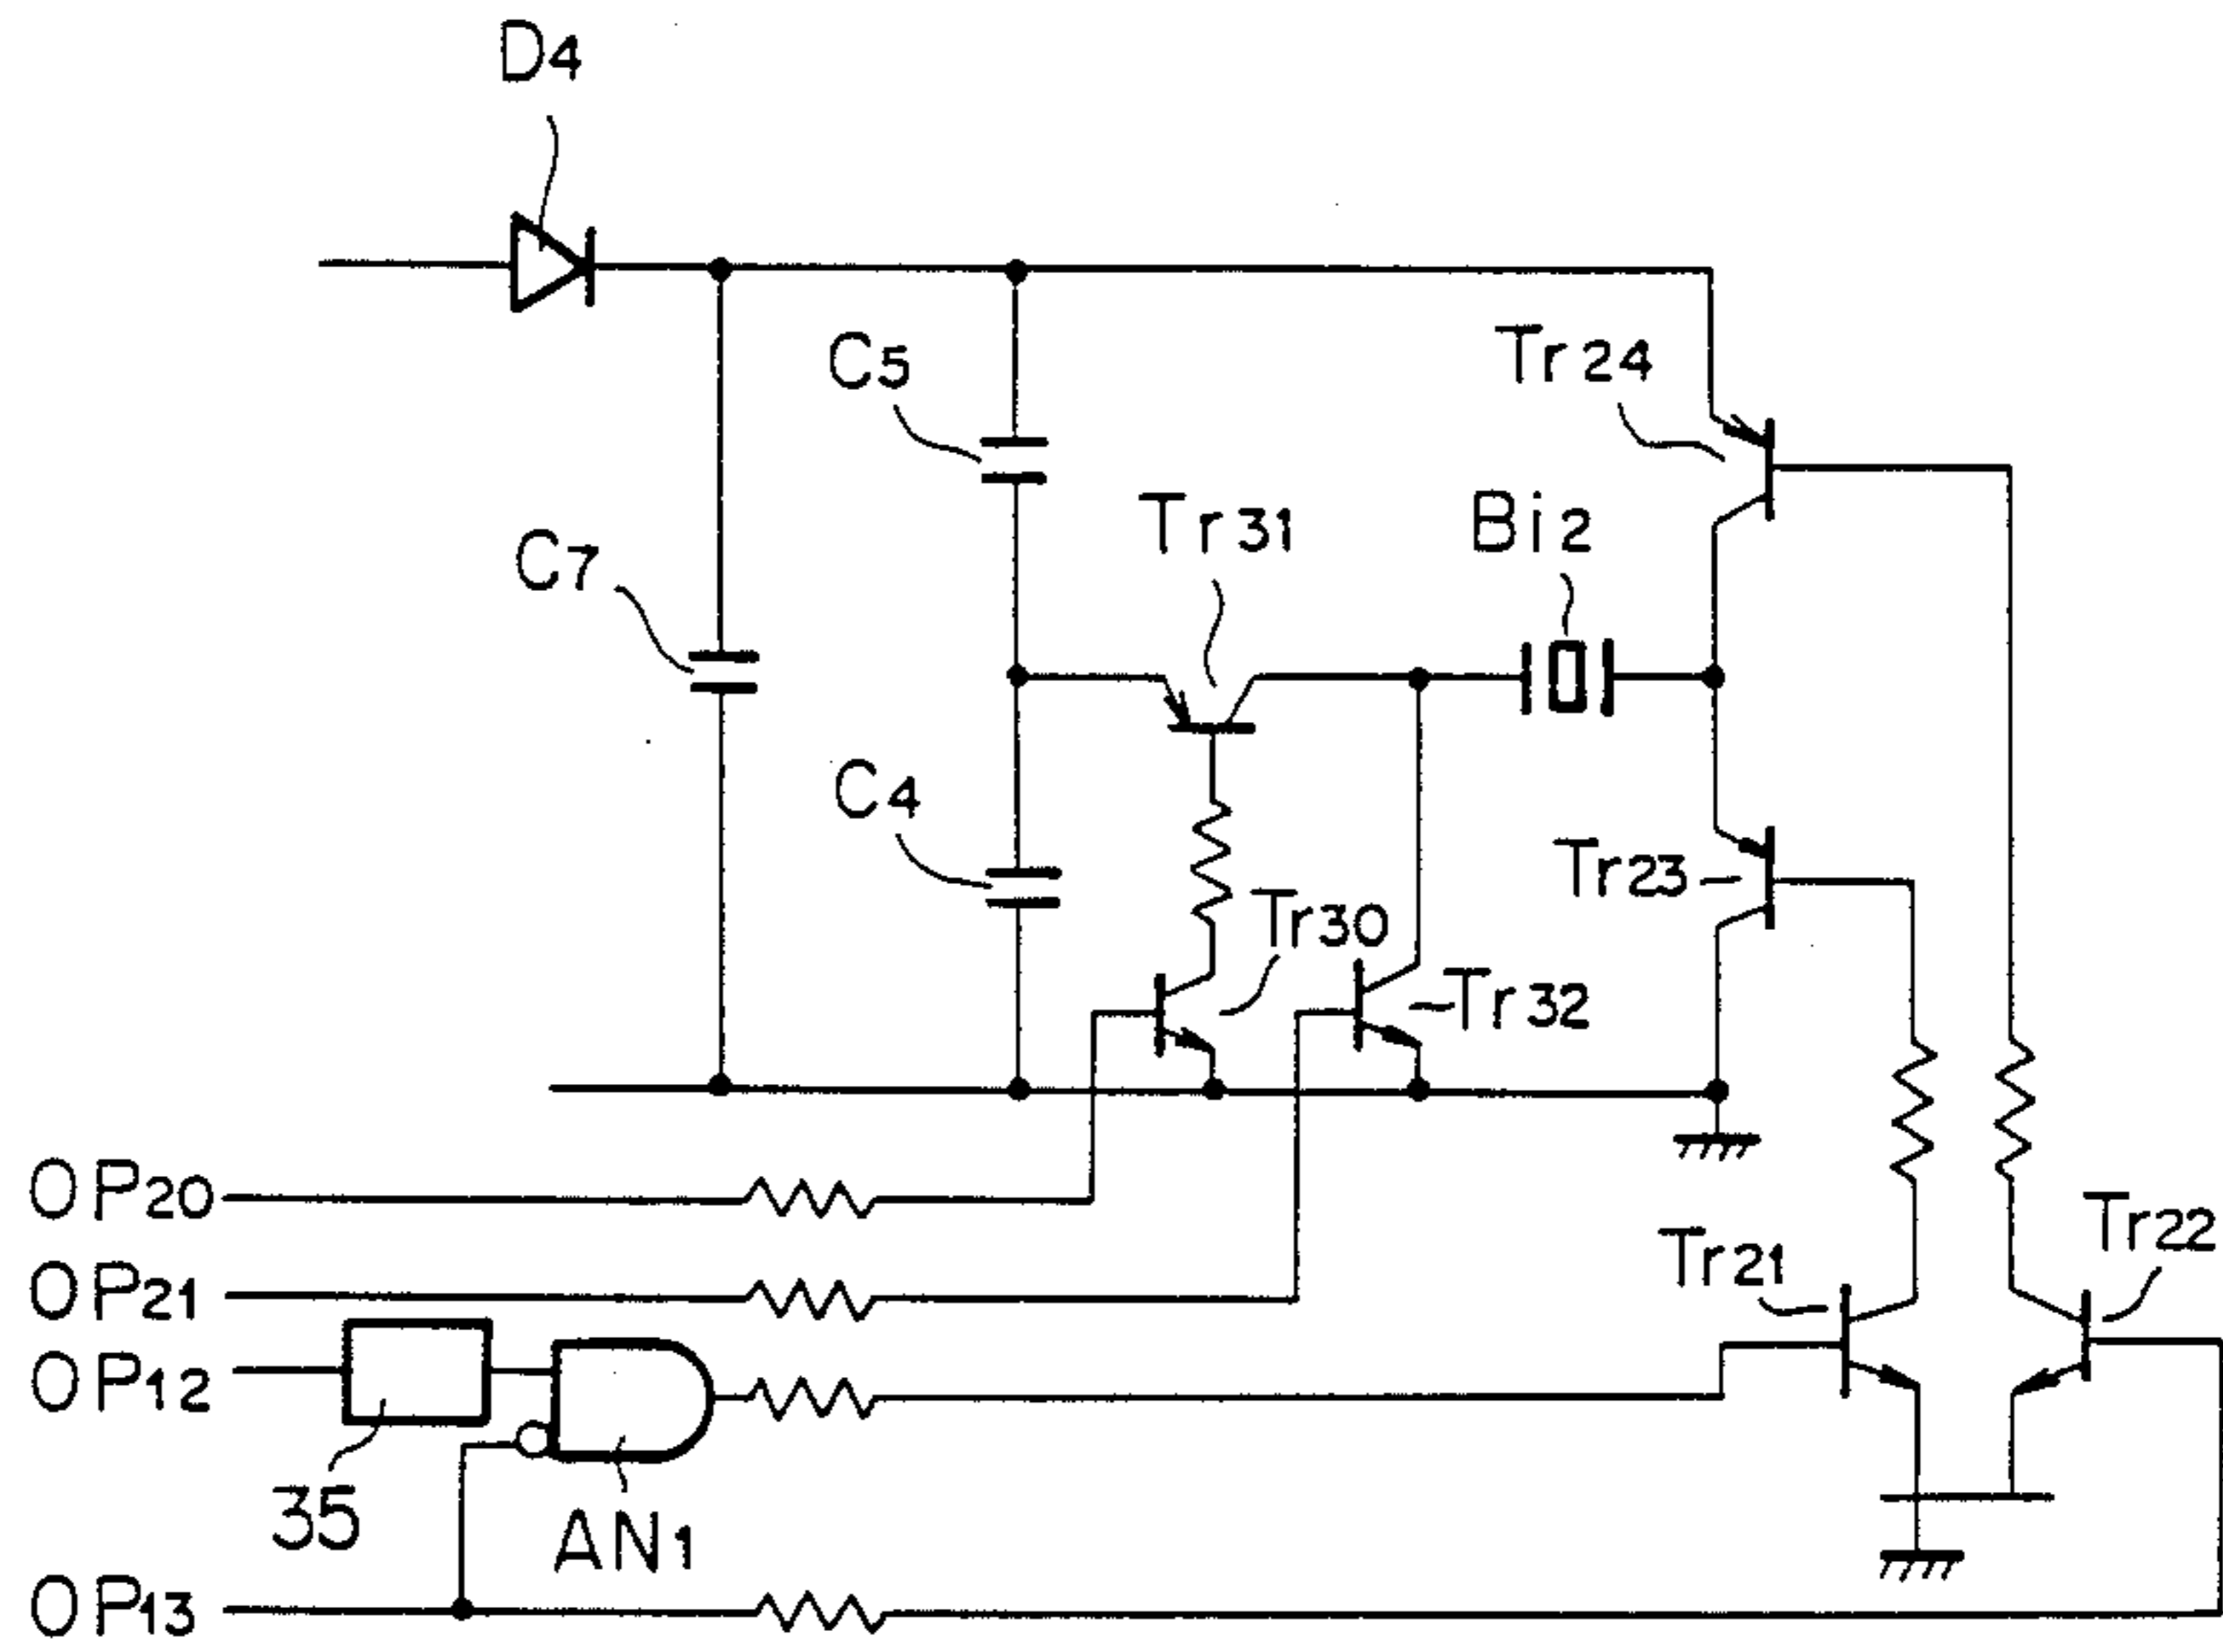 D4
Tr24
C5
Tr31
Bi2
C7
C4
Tr23
Tr30
Tr32
OP20
Tr22
Tr21
OP21
OP12
35
AN1
OP13